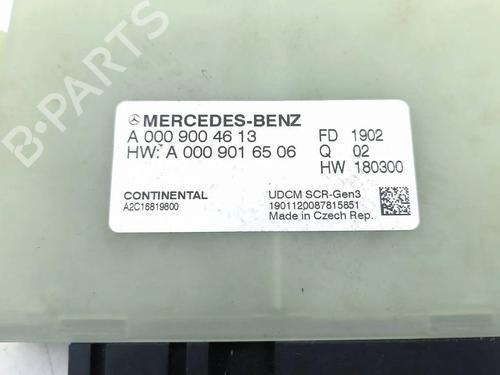 MERCEDES-BENZ
A 000 900 46 13 FD 1902
HW: A 000 901 65 06 Q 02
HW 180300
CONTINENTAL UDCM SCR-Gen3
A2C16819800 1901120087815851
Made in Czech Rep.
B-PARTS